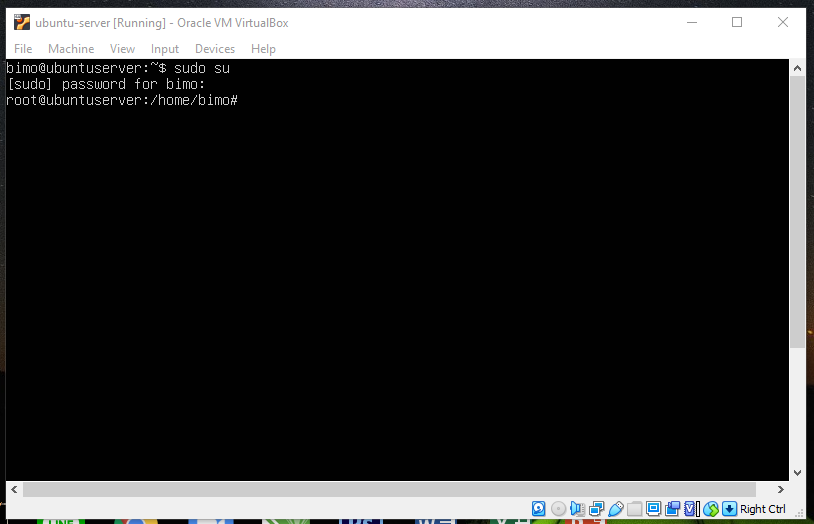 ubuntu-server [Running] - Oracle VM VirtualBox
File Machine View Input Devices Help
bimo@ubuntuserver:~$ sudo su
[sudo] password for bimo:
root@ubuntuserver:/home/bimo#
Right Ctrl